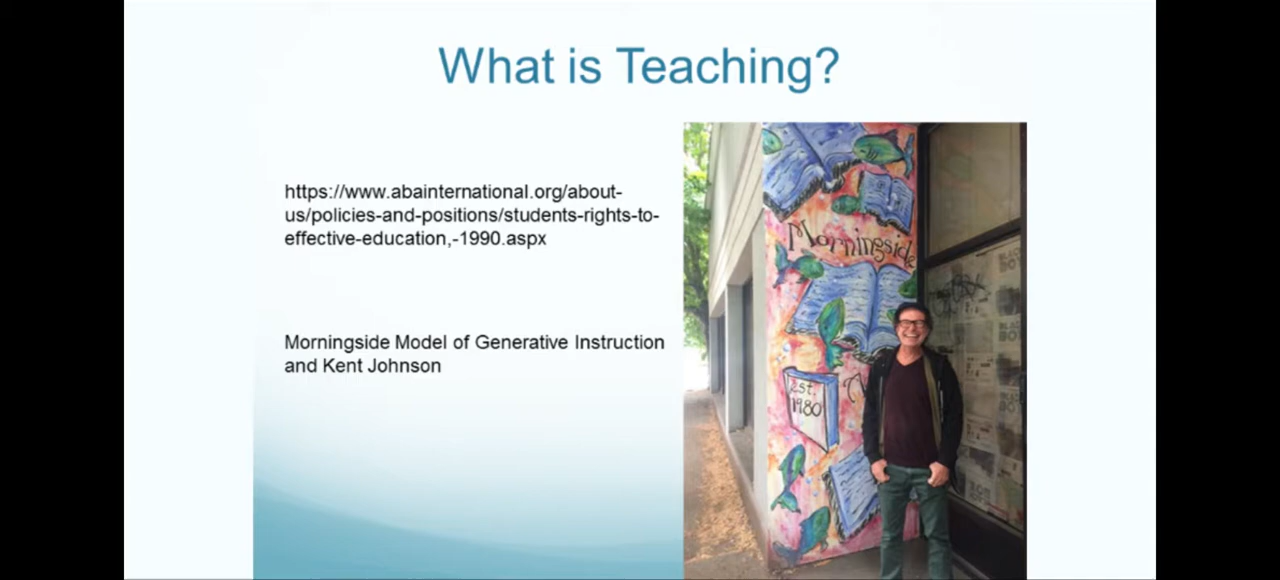 What is Teaching?
https://www.abainternational.org/about-
us/policies-and-positions/students-rights-to-
effective-education,-1990.aspx
Morningside Model of Generative Instruction
and Kent Johnson
Morningside
est.
1980